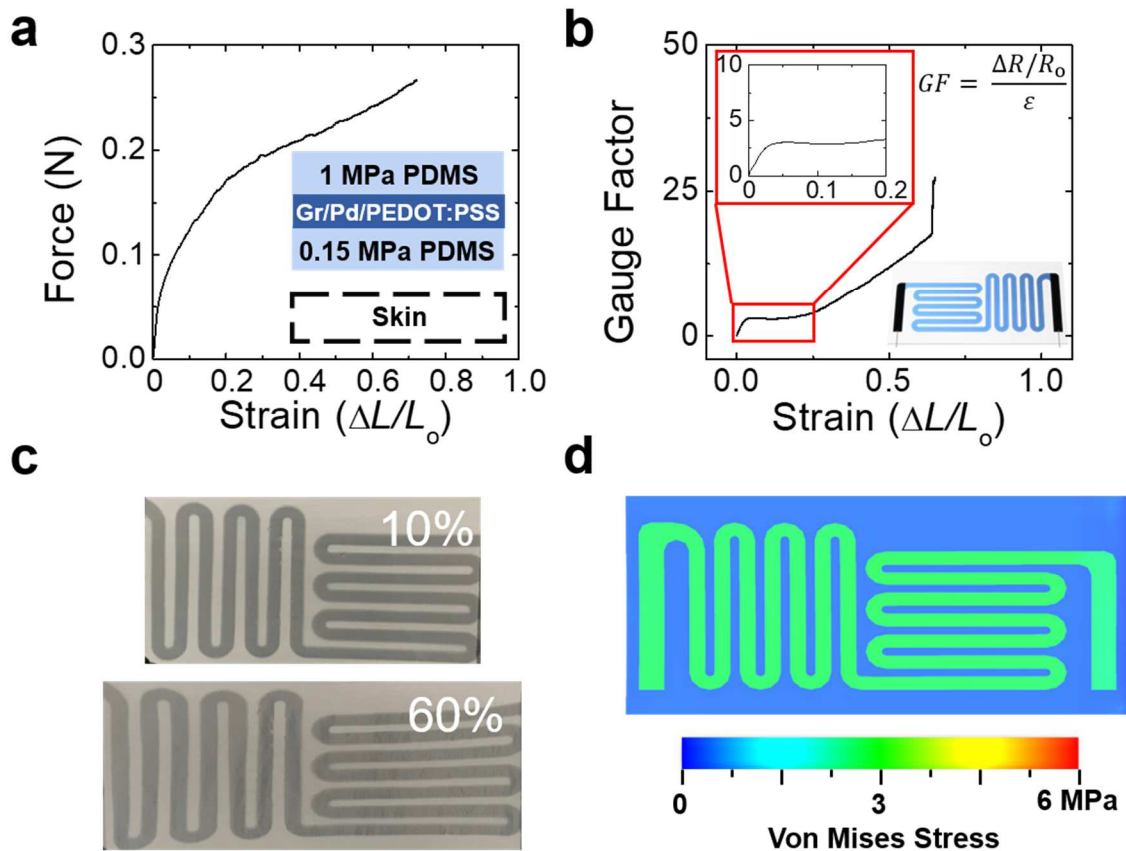 a
0.3
0.2
0.1
0.0
Force (N)
1 MPa PDMS
Gr/Pd/PEDOT:PSS
0.15 MPa PDMS
Skin
0 0.2 0.4 0.6 0.8 1.0
Strain (ΔL/Lₒ)
b
50
25
0
Gauge Factor
10
5
0
0 0.1 0.2
GF = ΔR/Rₒ / ε
0.0 0.5 1.0
Strain (ΔL/Lₒ)
c
10%
60%
d
0 3 6 MPa
Von Mises Stress